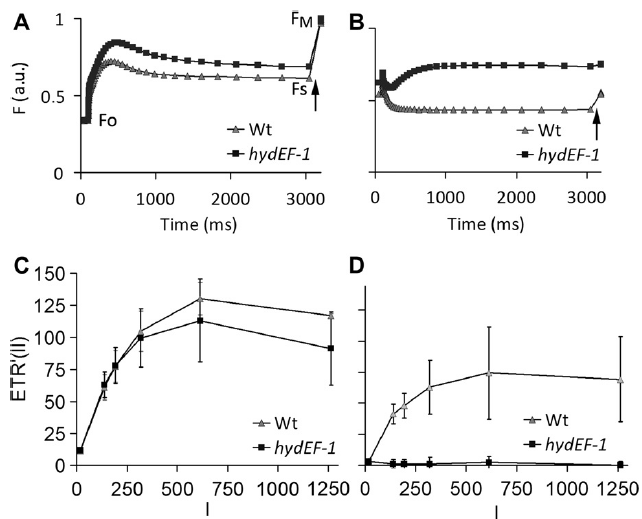 A
B
F (a.u.)
1
0.5
0
F_M
Fs
Fo
Wt
hydEF-1
0
1000
2000
3000
Time (ms)
Wt
hydEF-1
0
1000
2000
3000
Time (ms)
C
D
ETR'(II)
150
125
100
75
50
25
0
Wt
hydEF-1
0
250
500
750
1000
1250
I
Wt
hydEF-1
0
250
500
750
1000
1250
I